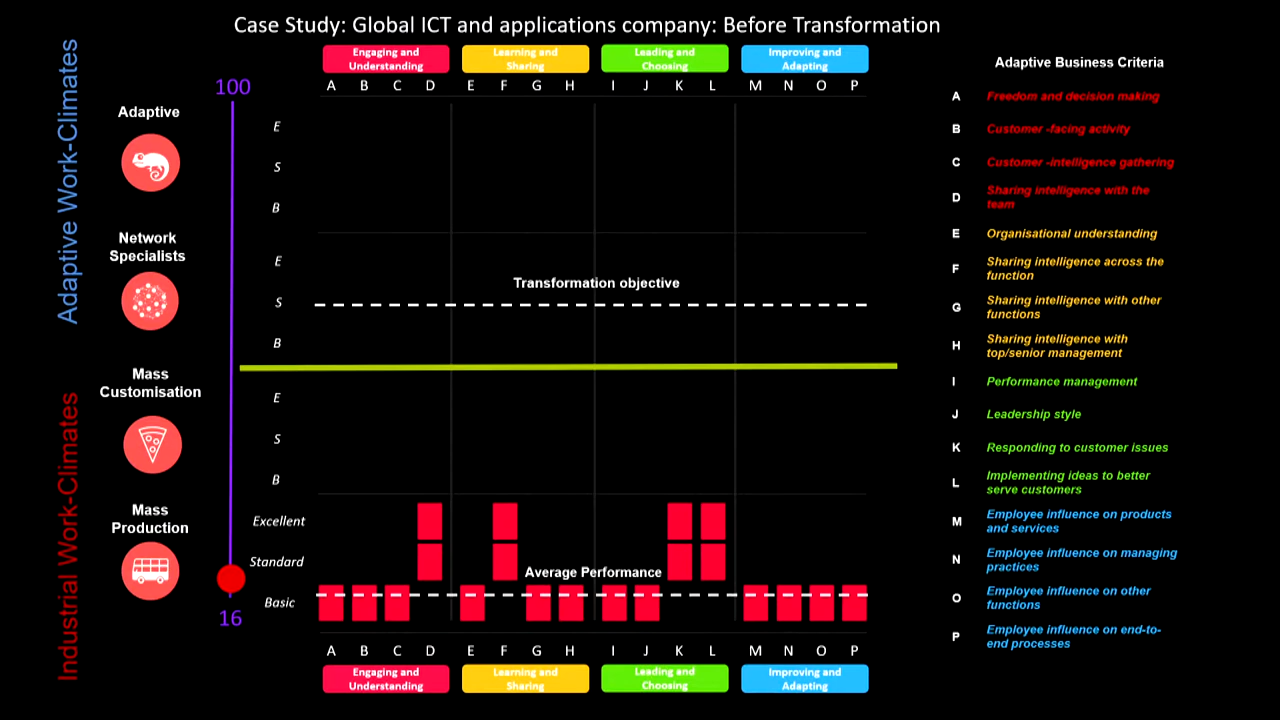 Case Study: Global ICT and applications company: Before Transformation
Engaging and
Understanding
Learning and
Sharing
Leading and
Choosing
Improving and
Adapting
A B C D E F G H I J K L M N O P
Adaptive Work-Climates
Industrial Work-Climates
100
Adaptive
Network
Specialists
Mass
Customisation
Mass
Production
16
E
S
B
E
S
B
E
S
B
Excellent
Standard
Basic
Transformation objective
Average Performance
A B C D E F G H I J K L M N O P
Engaging and
Understanding
Learning and
Sharing
Leading and
Choosing
Improving and
Adapting
Adaptive Business Criteria
A Freedom and decision making
B Customer -facing activity
C Customer -intelligence gathering
D Sharing intelligence with the
team
E Organisational understanding
F Sharing intelligence across the
function
G Sharing intelligence with other
functions
H Sharing intelligence with
top/senior management
I Performance management
J Leadership style
K Responding to customer issues
L Implementing ideas to better
serve customers
M Employee influence on products
and services
N Employee influence on managing
practices
O Employee influence on other
functions
P Employee influence on end-to-
end processes